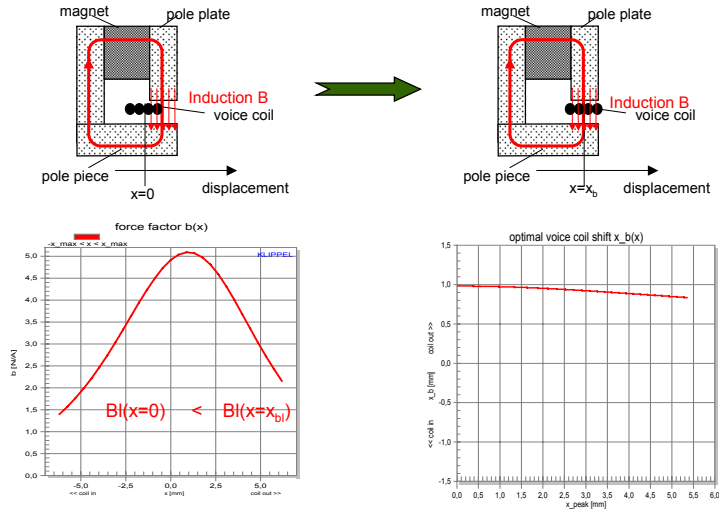 magnet
pole plate
Induction B
voice coil
pole piece
x=0
displacement
magnet
pole plate
Induction B
voice coil
pole piece
x=x_b
displacement
force factor b(x)
-x_max < x < x_max
KLIPPEL
5,0
4,5
4,0
3,5
3,0
2,5
2,0
1,5
1,0
0,5
0,0
b [N/A]
Bl(x=0) < Bl(x=x_bl)
-5,0 -2,5 0,0 2,5 5,0
<< coil in x [mm] coil out >>
optimal voice coil shift x_b(x)
1,5
1,0
0,5
0,0
-0,5
-1,0
-1,5
<< coil in x_b [mm] coil out >>
0,0 0,5 1,0 1,5 2,0 2,5 3,0 3,5 4,0 4,5 5,0 5,5 6,0
x_peak [mm]